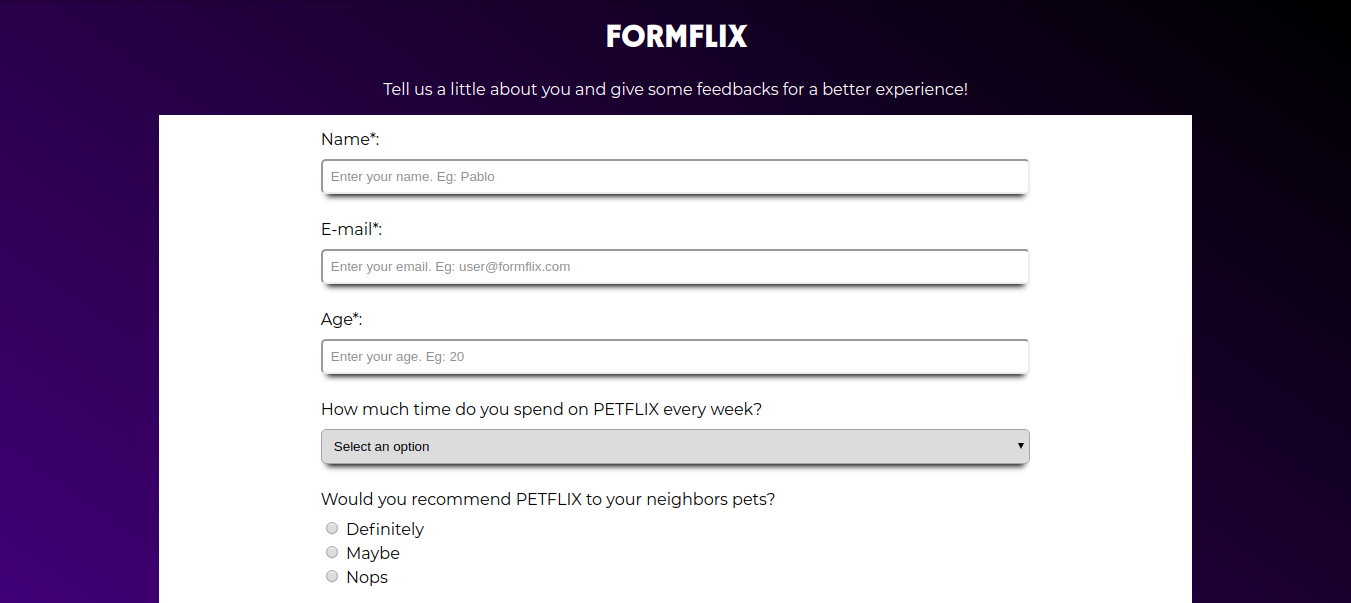 FORMFLIX
Tell us a little about you and give some feedbacks for a better experience!
Name*:
Enter your name. Eg: Pablo
E-mail*:
Enter your email. Eg: user@formflix.com
Age*:
Enter your age. Eg: 20
How much time do you spend on PETFLIX every week?
Select an option
Would you recommend PETFLIX to your neighbors pets?
Definitely
Maybe
Nops